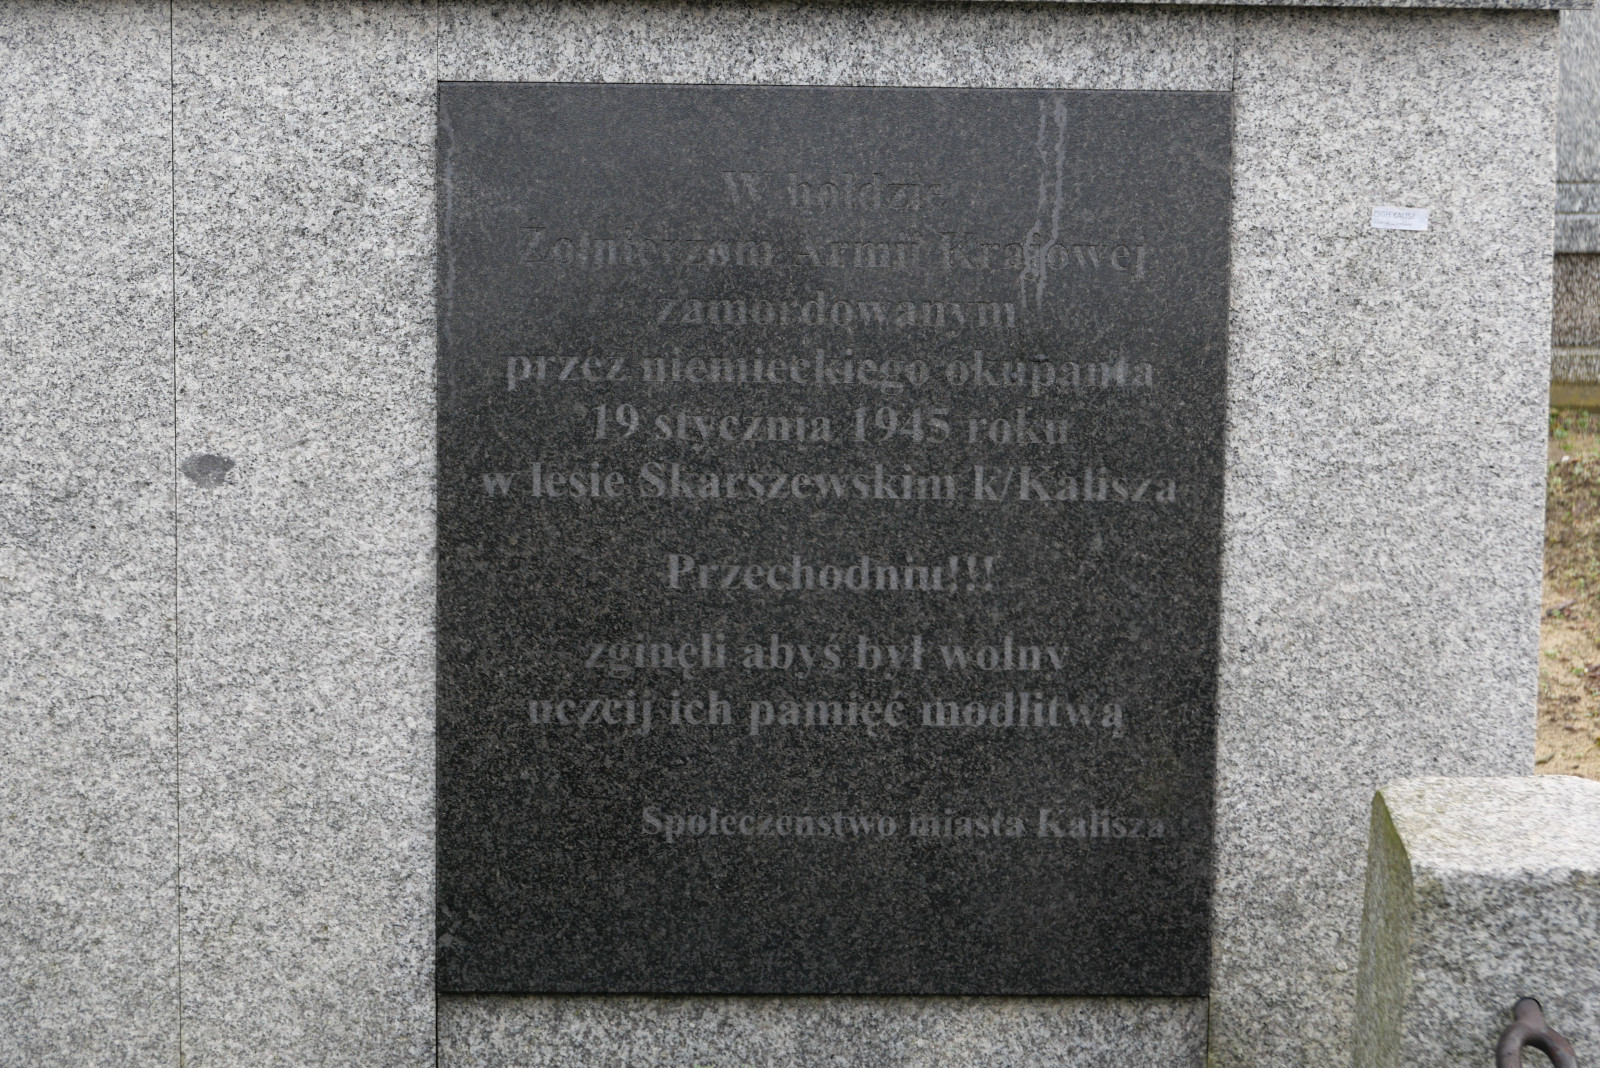 W hołdzie
Żołnierzom Armii Krajowej
zamordowanym
przez niemieckiego okupanta
19 stycznia 1945 roku
w lesie Skarszewskim k/Kalisza
Przechodniu!!!
zginęli abyś był wolny
uczcij ich pamięć modlitwą
Społeczeństwo miasta Kalisza
KALISZ